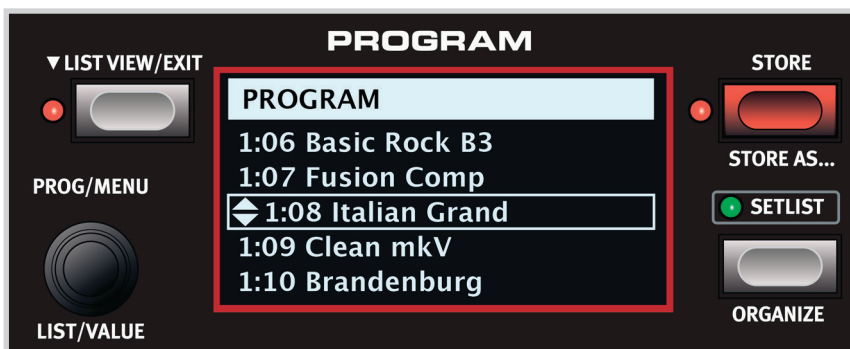 PROGRAM
▼ LIST VIEW/EXIT
STORE
PROGRAM
1:06 Basic Rock B3
1:07 Fusion Comp
1:08 Italian Grand
1:09 Clean mkV
1:10 Brandenburg
STORE AS...
PROG/MENU
SETLIST
LIST/VALUE
ORGANIZE